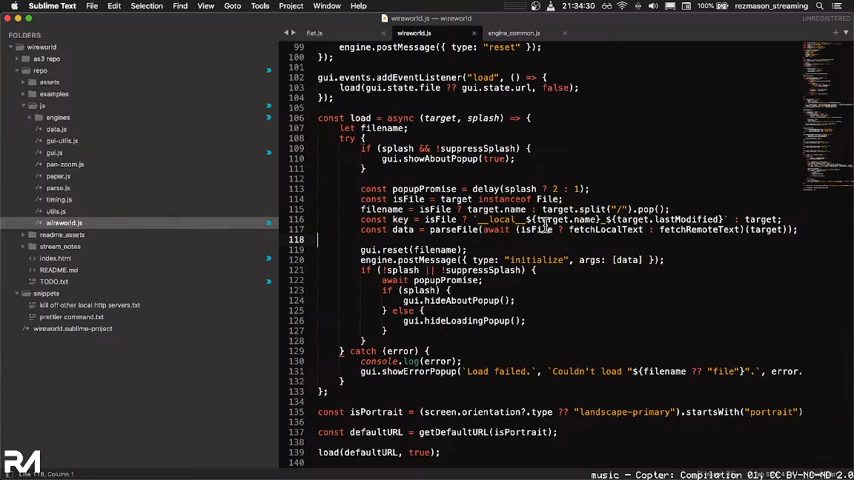 Sublime Text File Edit Selection Find View Goto Tools Project Window Help 100% 21:34:30 rezmason_streaming
wireworld.js — wireworld
UNREGISTERED
FOLDERS
wireworld
as3 repo
repo
assets
examples
js
engines
data.js
gui-utils.js
gui.js
pan-zoom.js
paper.js
parse.js
timing.js
utils.js
wireworld.js
readme_assets
stream_notes
index.html
README.md
TODO.txt
snippets
kill off other local http servers.txt
prettier command.txt
wireworld.sublime-project
flat.js wireworld.js engine_common.js
99 engine.postMessage({ type: "reset" });
100 });
101
102 gui.events.addEventListener("load", () => {
103 load(gui.state.file ?? gui.state.url, false);
104 });
105
106 const load = async (target, splash) => {
107 let filename;
108 try {
109 if (splash && !suppressSplash) {
110 gui.showAboutPopup(true);
111 }
112
113 const popupPromise = delay(splash ? 2 : 1);
114 const isFile = target instanceof File;
115 filename = isFile ? target.name : target.split("/").pop();
116 const key = isFile ? `__local__${target.name}_${target.lastModified}` : target;
117 const data = parseFile(await (isFile ? fetchLocalText : fetchRemoteText)(target));
118
119 gui.reset(filename);
120 engine.postMessage({ type: "initialize", args: [data] });
121 if (!splash || !suppressSplash) {
122 await popupPromise;
123 if (splash) {
124 gui.hideAboutPopup();
125 } else {
126 gui.hideLoadingPopup();
127 }
128 }
129 } catch (error) {
130 console.log(error);
131 gui.showErrorPopup(`Load failed.`, `Couldn't load "${filename ?? "file"}".`, error.
132 }
133 };
134
135 const isPortrait = (screen.orientation?.type ?? "landscape-primary").startsWith("portrait")
136
137 const defaultURL = getDefaultURL(isPortrait);
138
139 load(defaultURL, true);
140
RM
Line 118, Column 1
music — Copter: Compilation 01, CC BY-NC-ND 2.0